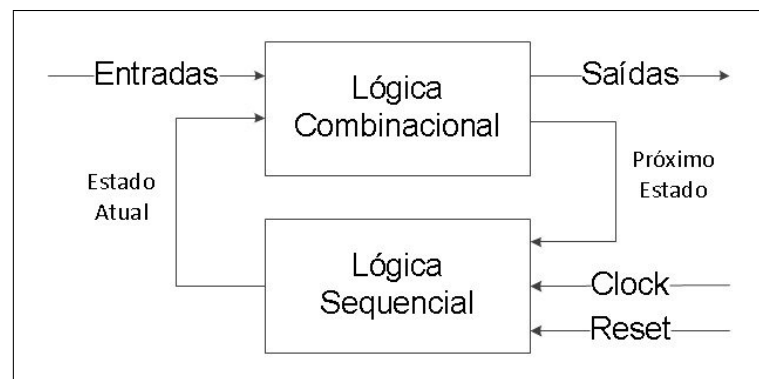 Entradas
Lógica
Combinacional
Saídas
Estado
Atual
Próximo
Estado
Lógica
Sequencial
Clock
Reset